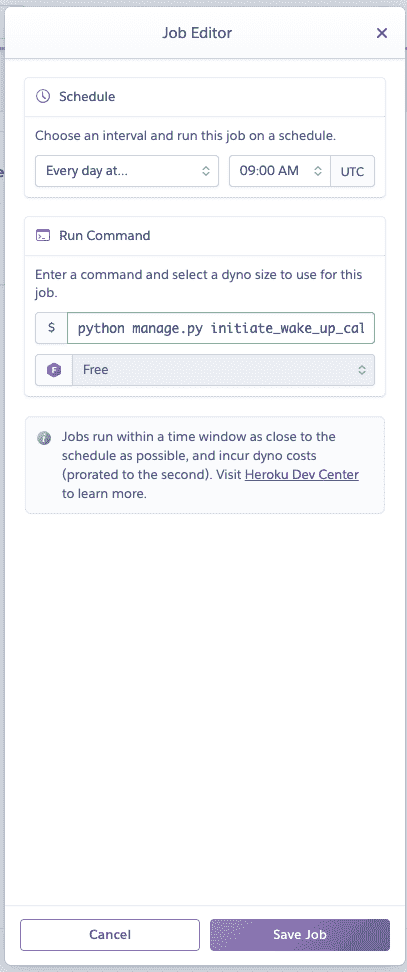 Job Editor
Schedule
Choose an interval and run this job on a schedule.
Every day at...
09:00 AM
UTC
Run Command
Enter a command and select a dyno size to use for this
job.
$
python manage.py initiate_wake_up_cal
F
Free
Jobs run within a time window as close to the
schedule as possible, and incur dyno costs
(prorated to the second). Visit Heroku Dev Center
to learn more.
Cancel
Save Job